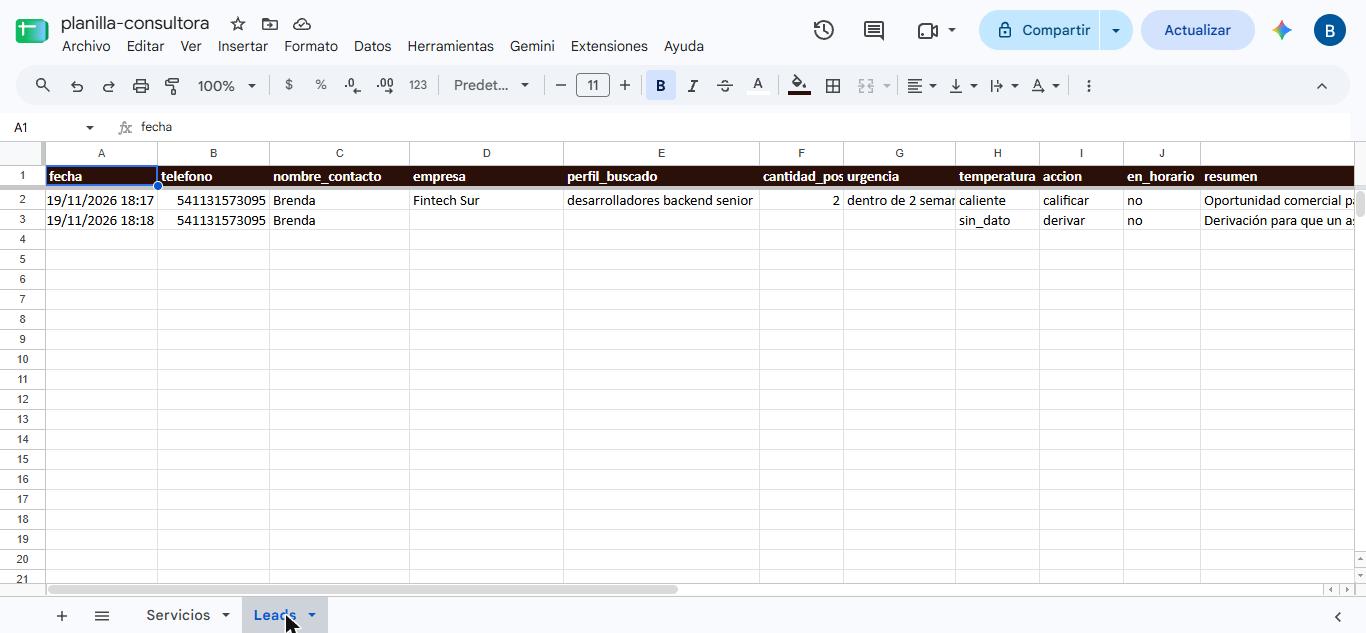 planilla-consultora
Archivo Editar Ver Insertar Formato Datos Herramientas Gemini Extensiones Ayuda
Compartir Actualizar B
100% $ % .0 .00 123 Predet... 11 B I S A A
A1 fx fecha
A B C D E F G H I J
1 fecha telefono nombre_contacto empresa perfil_buscado cantidad_pos urgencia temperatura accion en_horario resumen
2 19/11/2026 18:17 541131573095 Brenda Fintech Sur desarrolladores backend senior 2 dentro de 2 semar caliente calificar no Oportunidad comercial pa
3 19/11/2026 18:18 541131573095 Brenda sin_dato derivar no Derivación para que un as
4
5
6
7
8
9
10
11
12
13
14
15
16
17
18
19
20
21
Servicios Leads